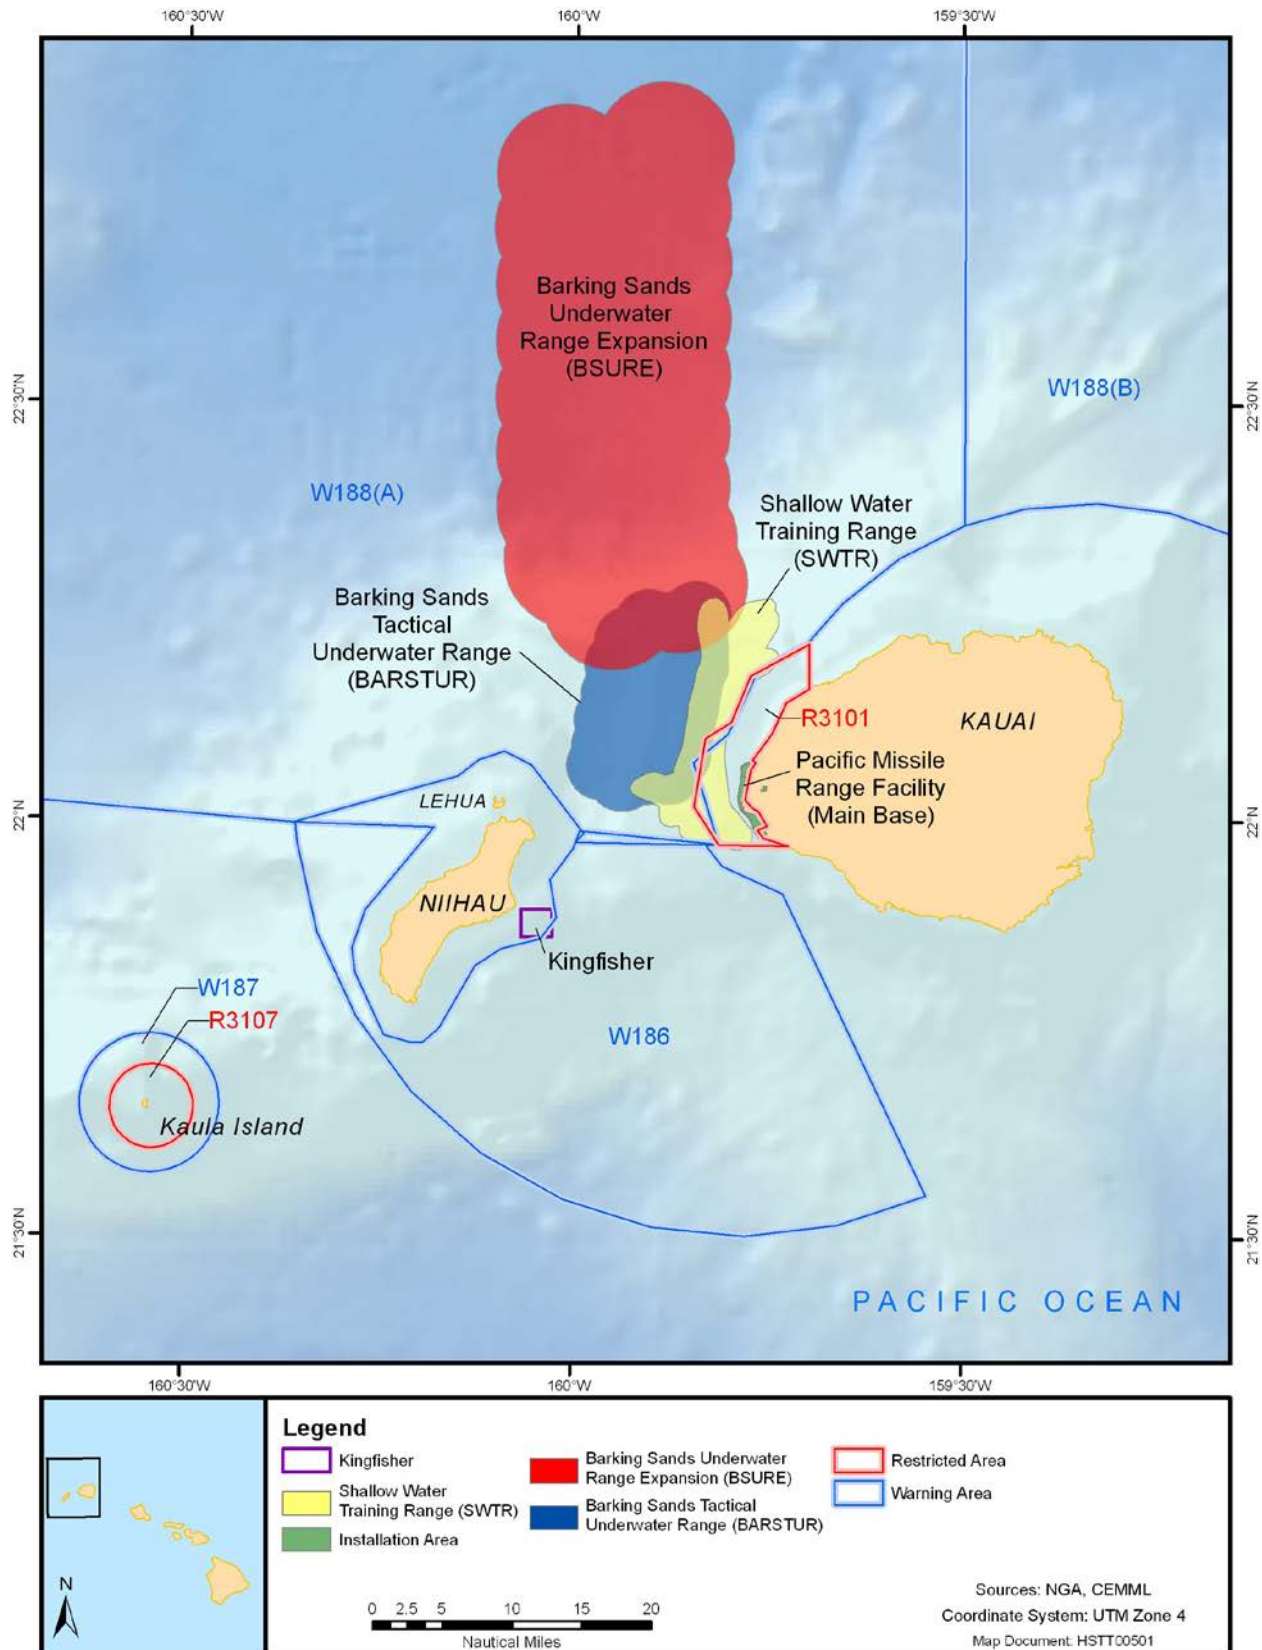 160°30'W
160°W
159°30'W
Barking Sands
Underwater
Range Expansion
(BSURE)
22°30'N
W188(B)
22°30'N
W188(A)
Shallow Water
Training Range
(SWTR)
Barking Sands
Tactical
Underwater Range
(BARSTUR)
R3101
KAUAI
Pacific Missile
Range Facility
(Main Base)
LEHUA
22°N
22°N
NIIHAU
Kingfisher
W187
R3107
W186
Kaula Island
21°30'N
21°30'N
PACIFIC OCEAN
160°30'W
160°W
159°30'W
Legend
Kingfisher
Shallow Water
Training Range (SWTR)
Installation Area
Barking Sands Underwater
Range Expansion (BSURE)
Barking Sands Tactical
Underwater Range (BARSTUR)
Restricted Area
Warning Area
N
0 2.5 5 10 15 20
Nautical Miles
Sources: NGA, CEMML
Coordinate System: UTM Zone 4
Map Document: HSTT00501